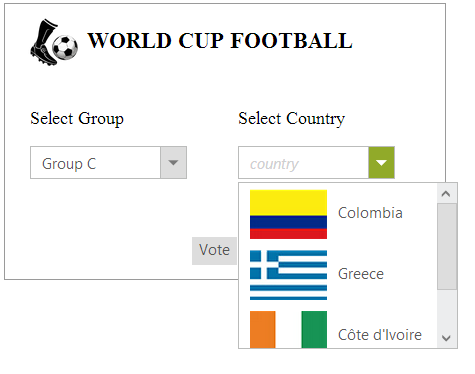 WORLD CUP FOOTBALL
Select Group
Select Country
Group C
country
Colombia
Vote
Greece
Côte d'Ivoire